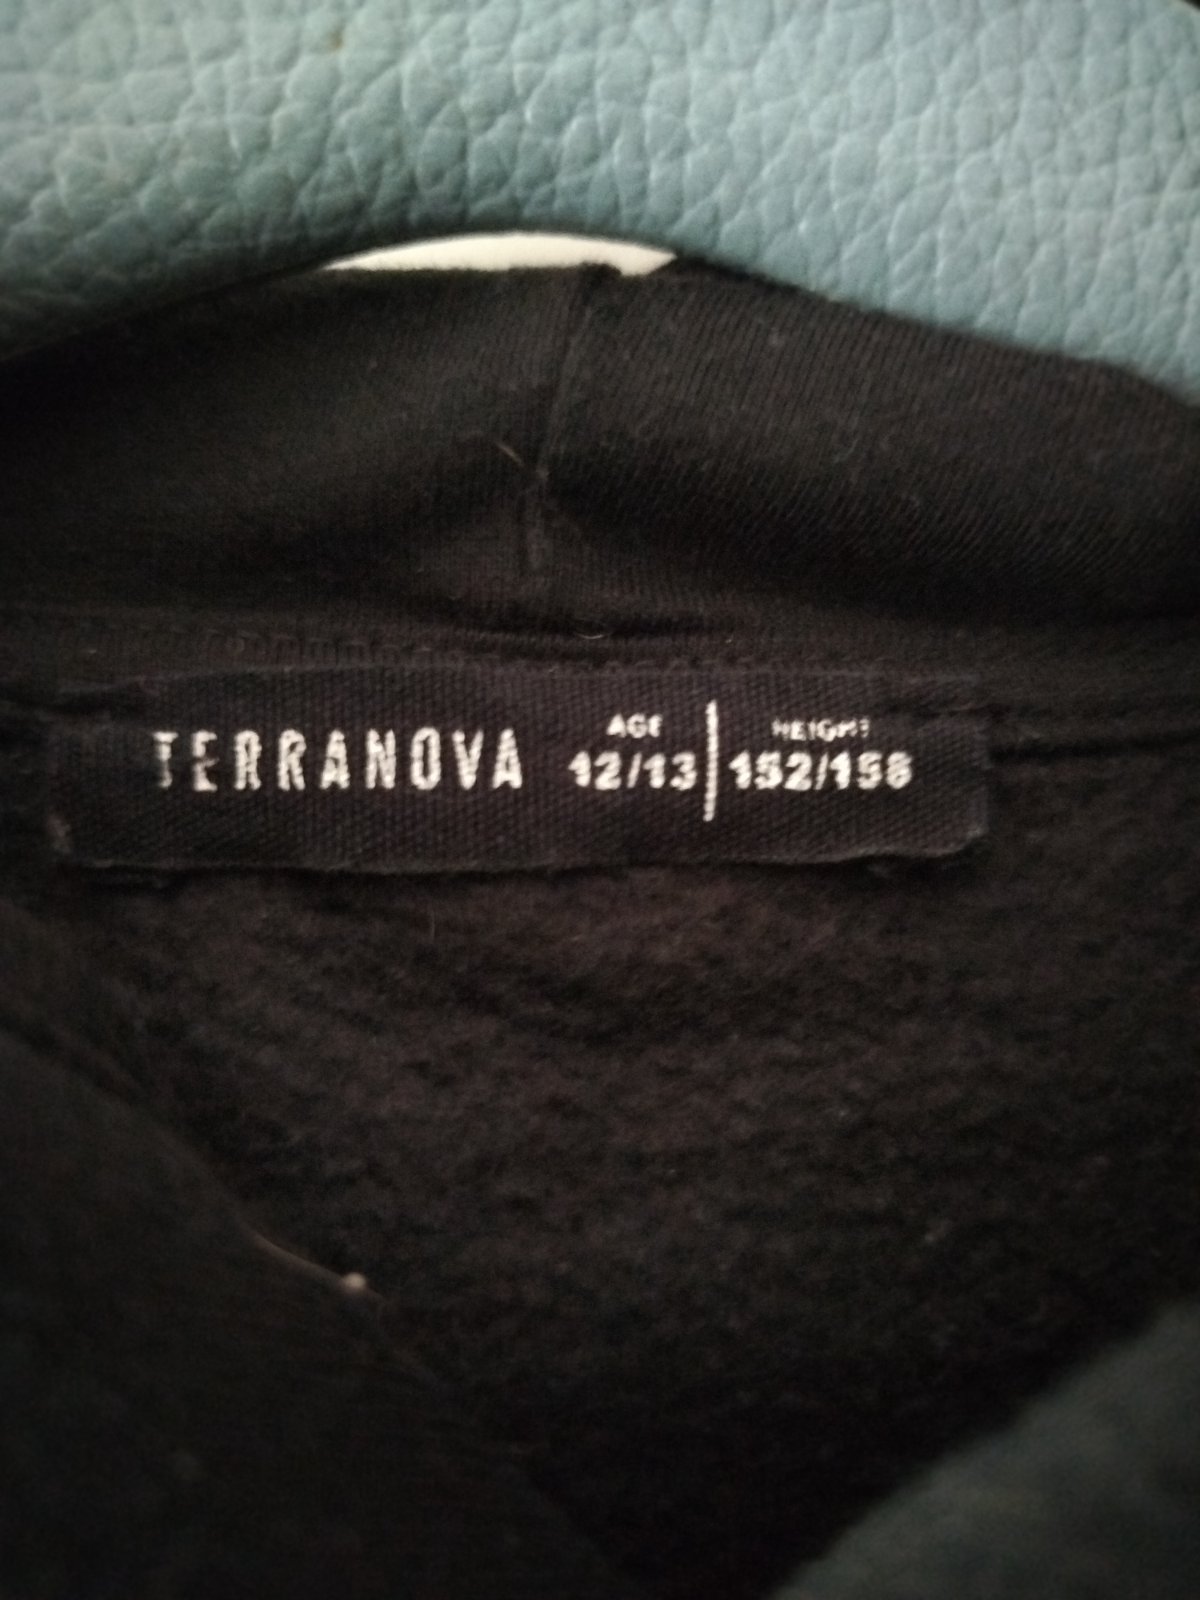 TERRANOVA
AGE
12/13
HEIGHT
152/158